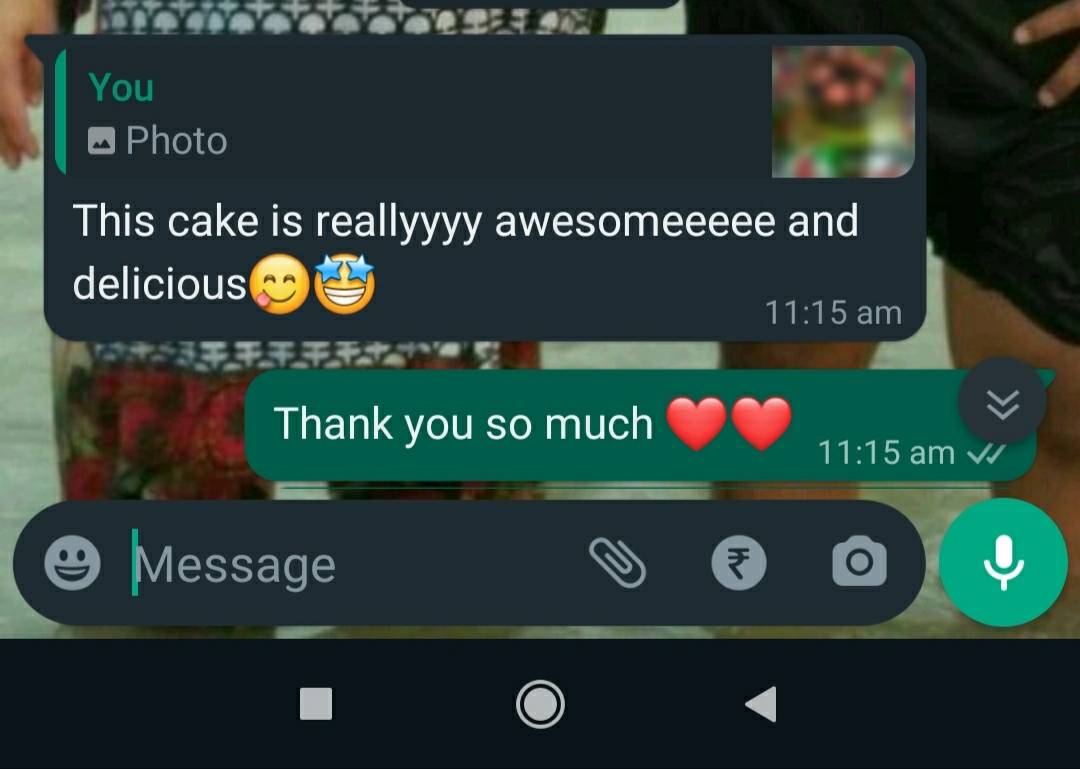 You
Photo
This cake is reallyyyy awesomeeeee and
delicious😋🤩
11:15 am
Thank you so much ❤️❤️
11:15 am
Message